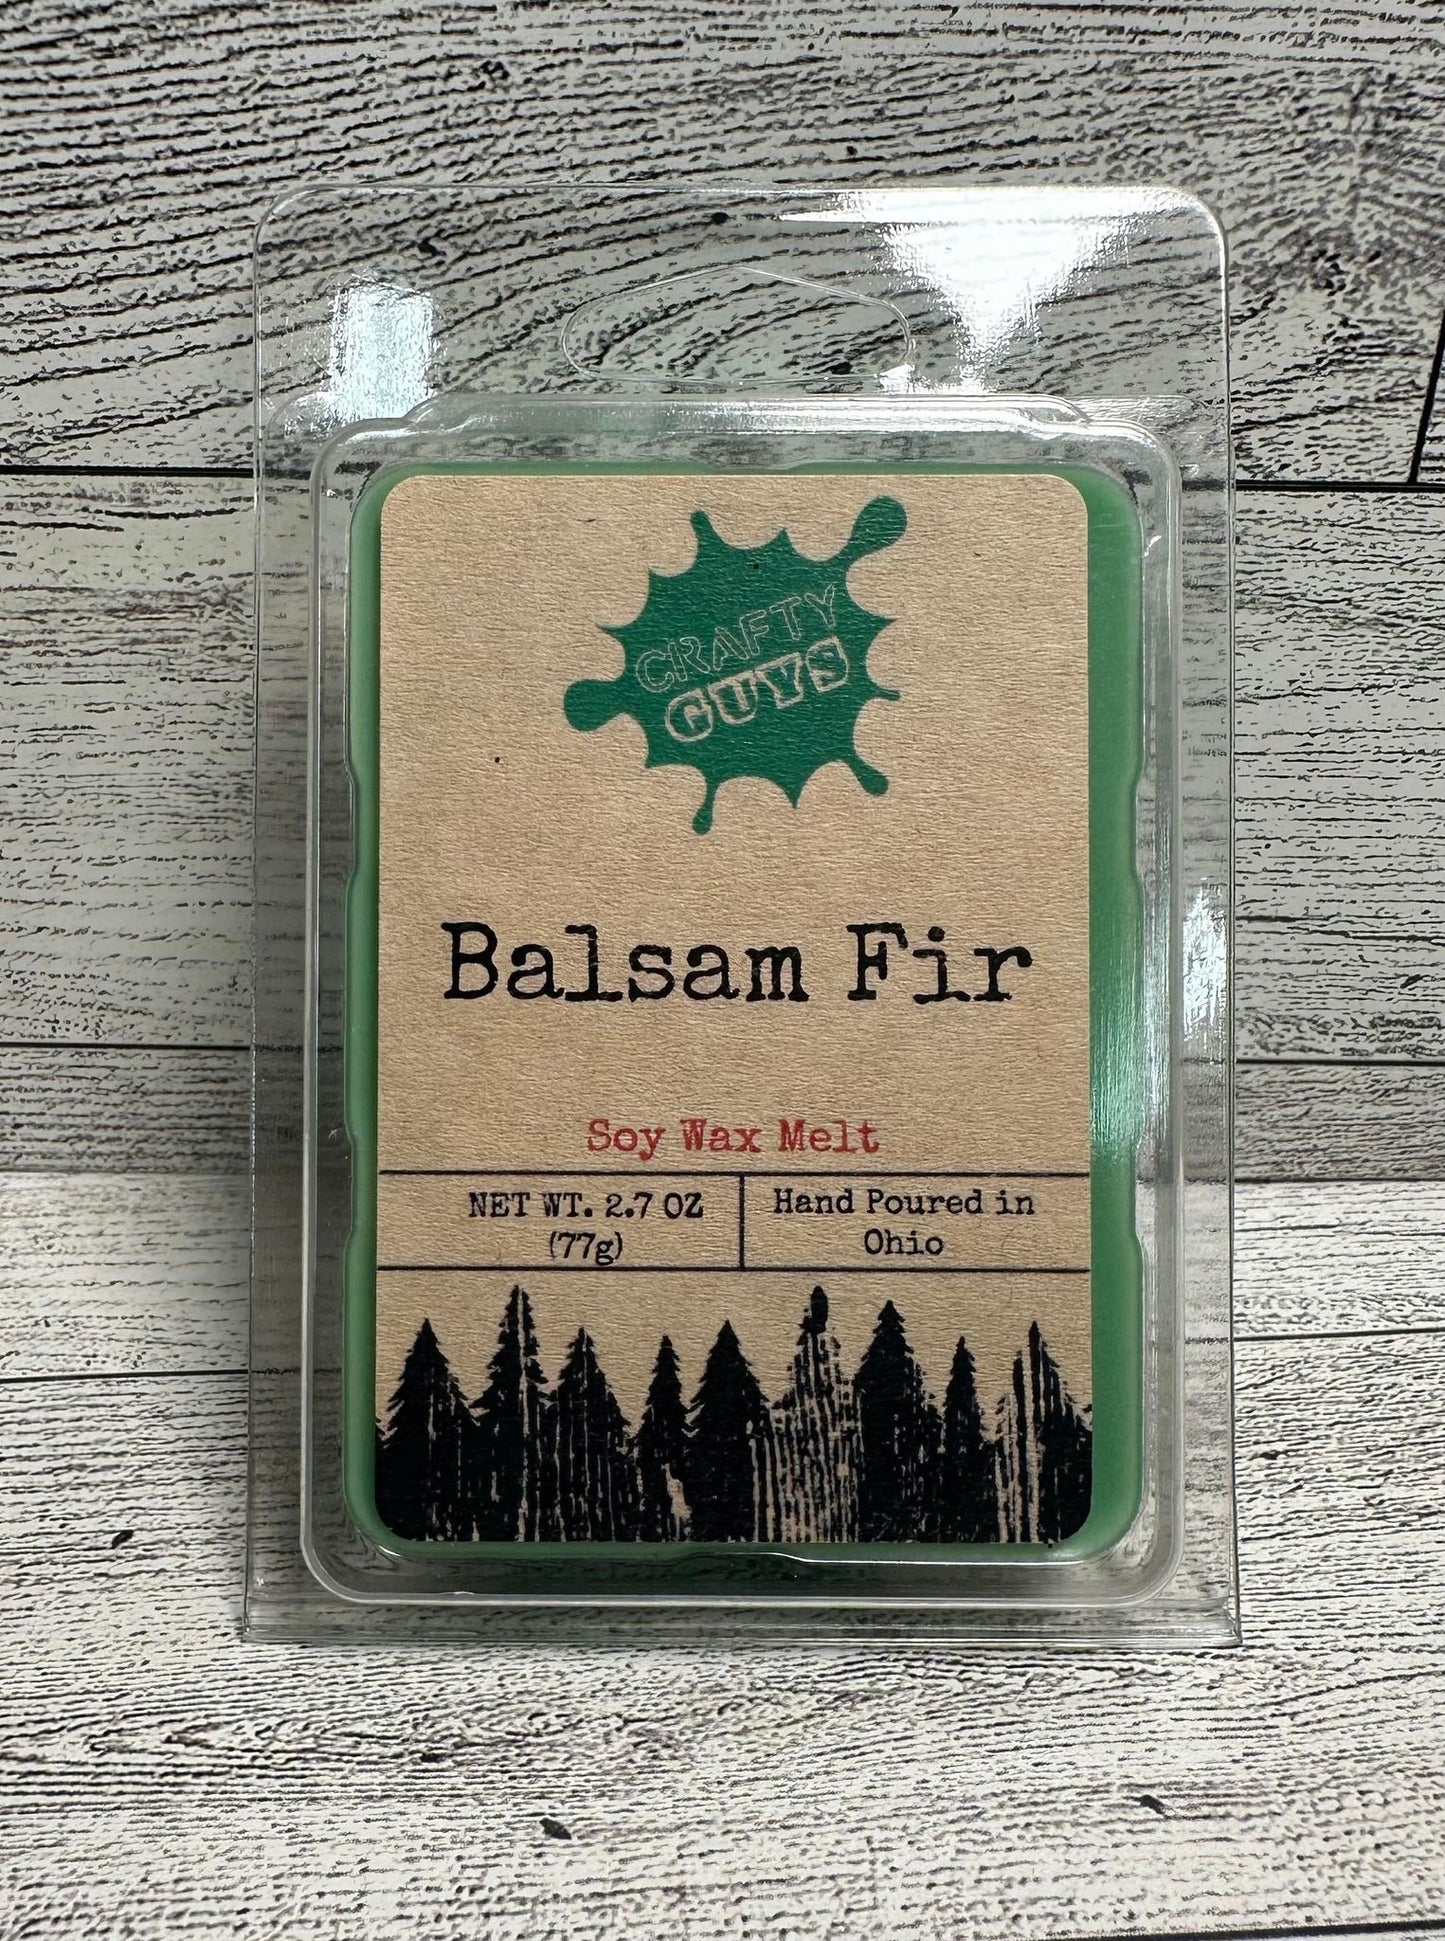 CRAFTY
GUYS
Balsam Fir
Soy Wax Melt
NET WT. 2.7 OZ
(77g)
Hand Poured in
Ohio